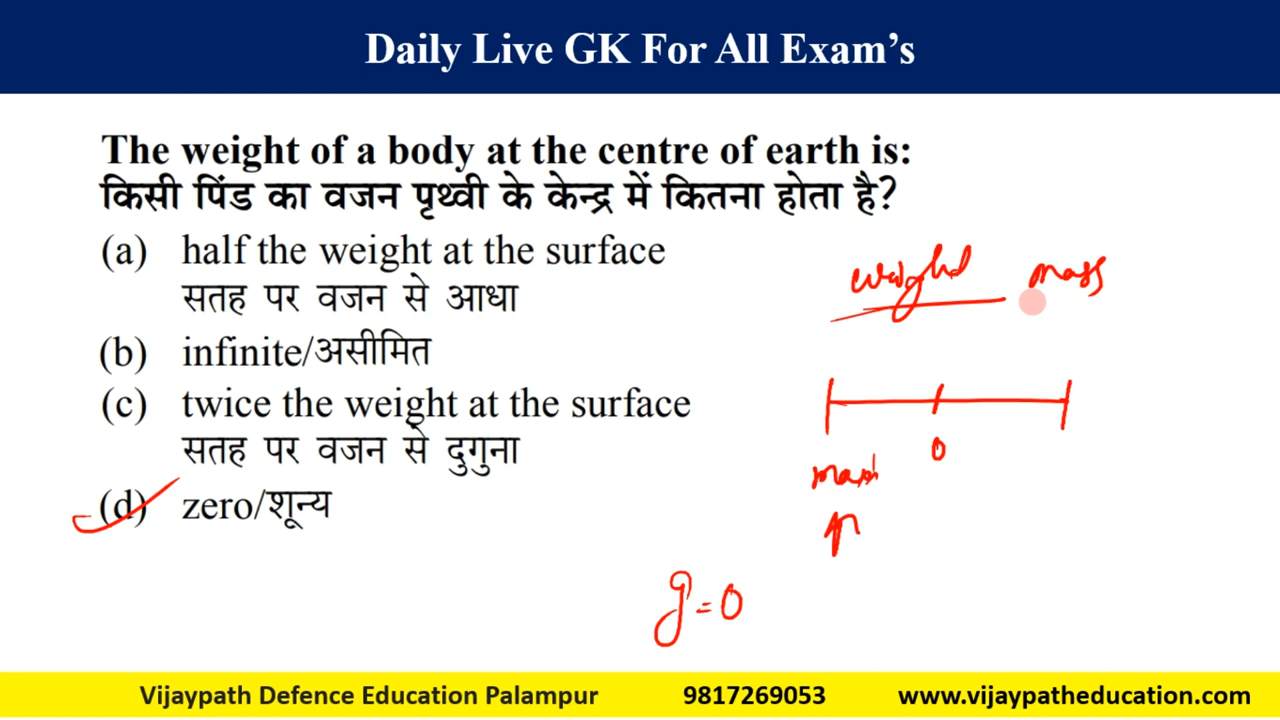 Daily Live GK For All Exam’s
The weight of a body at the centre of earth is:
किसी पिंड का वजन पृथ्वी के केन्द्र में कितना होता है?
(a) half the weight at the surface
सतह पर वजन से आधा
(b) infinite/असीमित
(c) twice the weight at the surface
सतह पर वजन से दुगुना
(d) zero/शून्य
weight mass
0
g=0
Vijaypath Defence Education Palampur 9817269053 www.vijaypatheducation.com